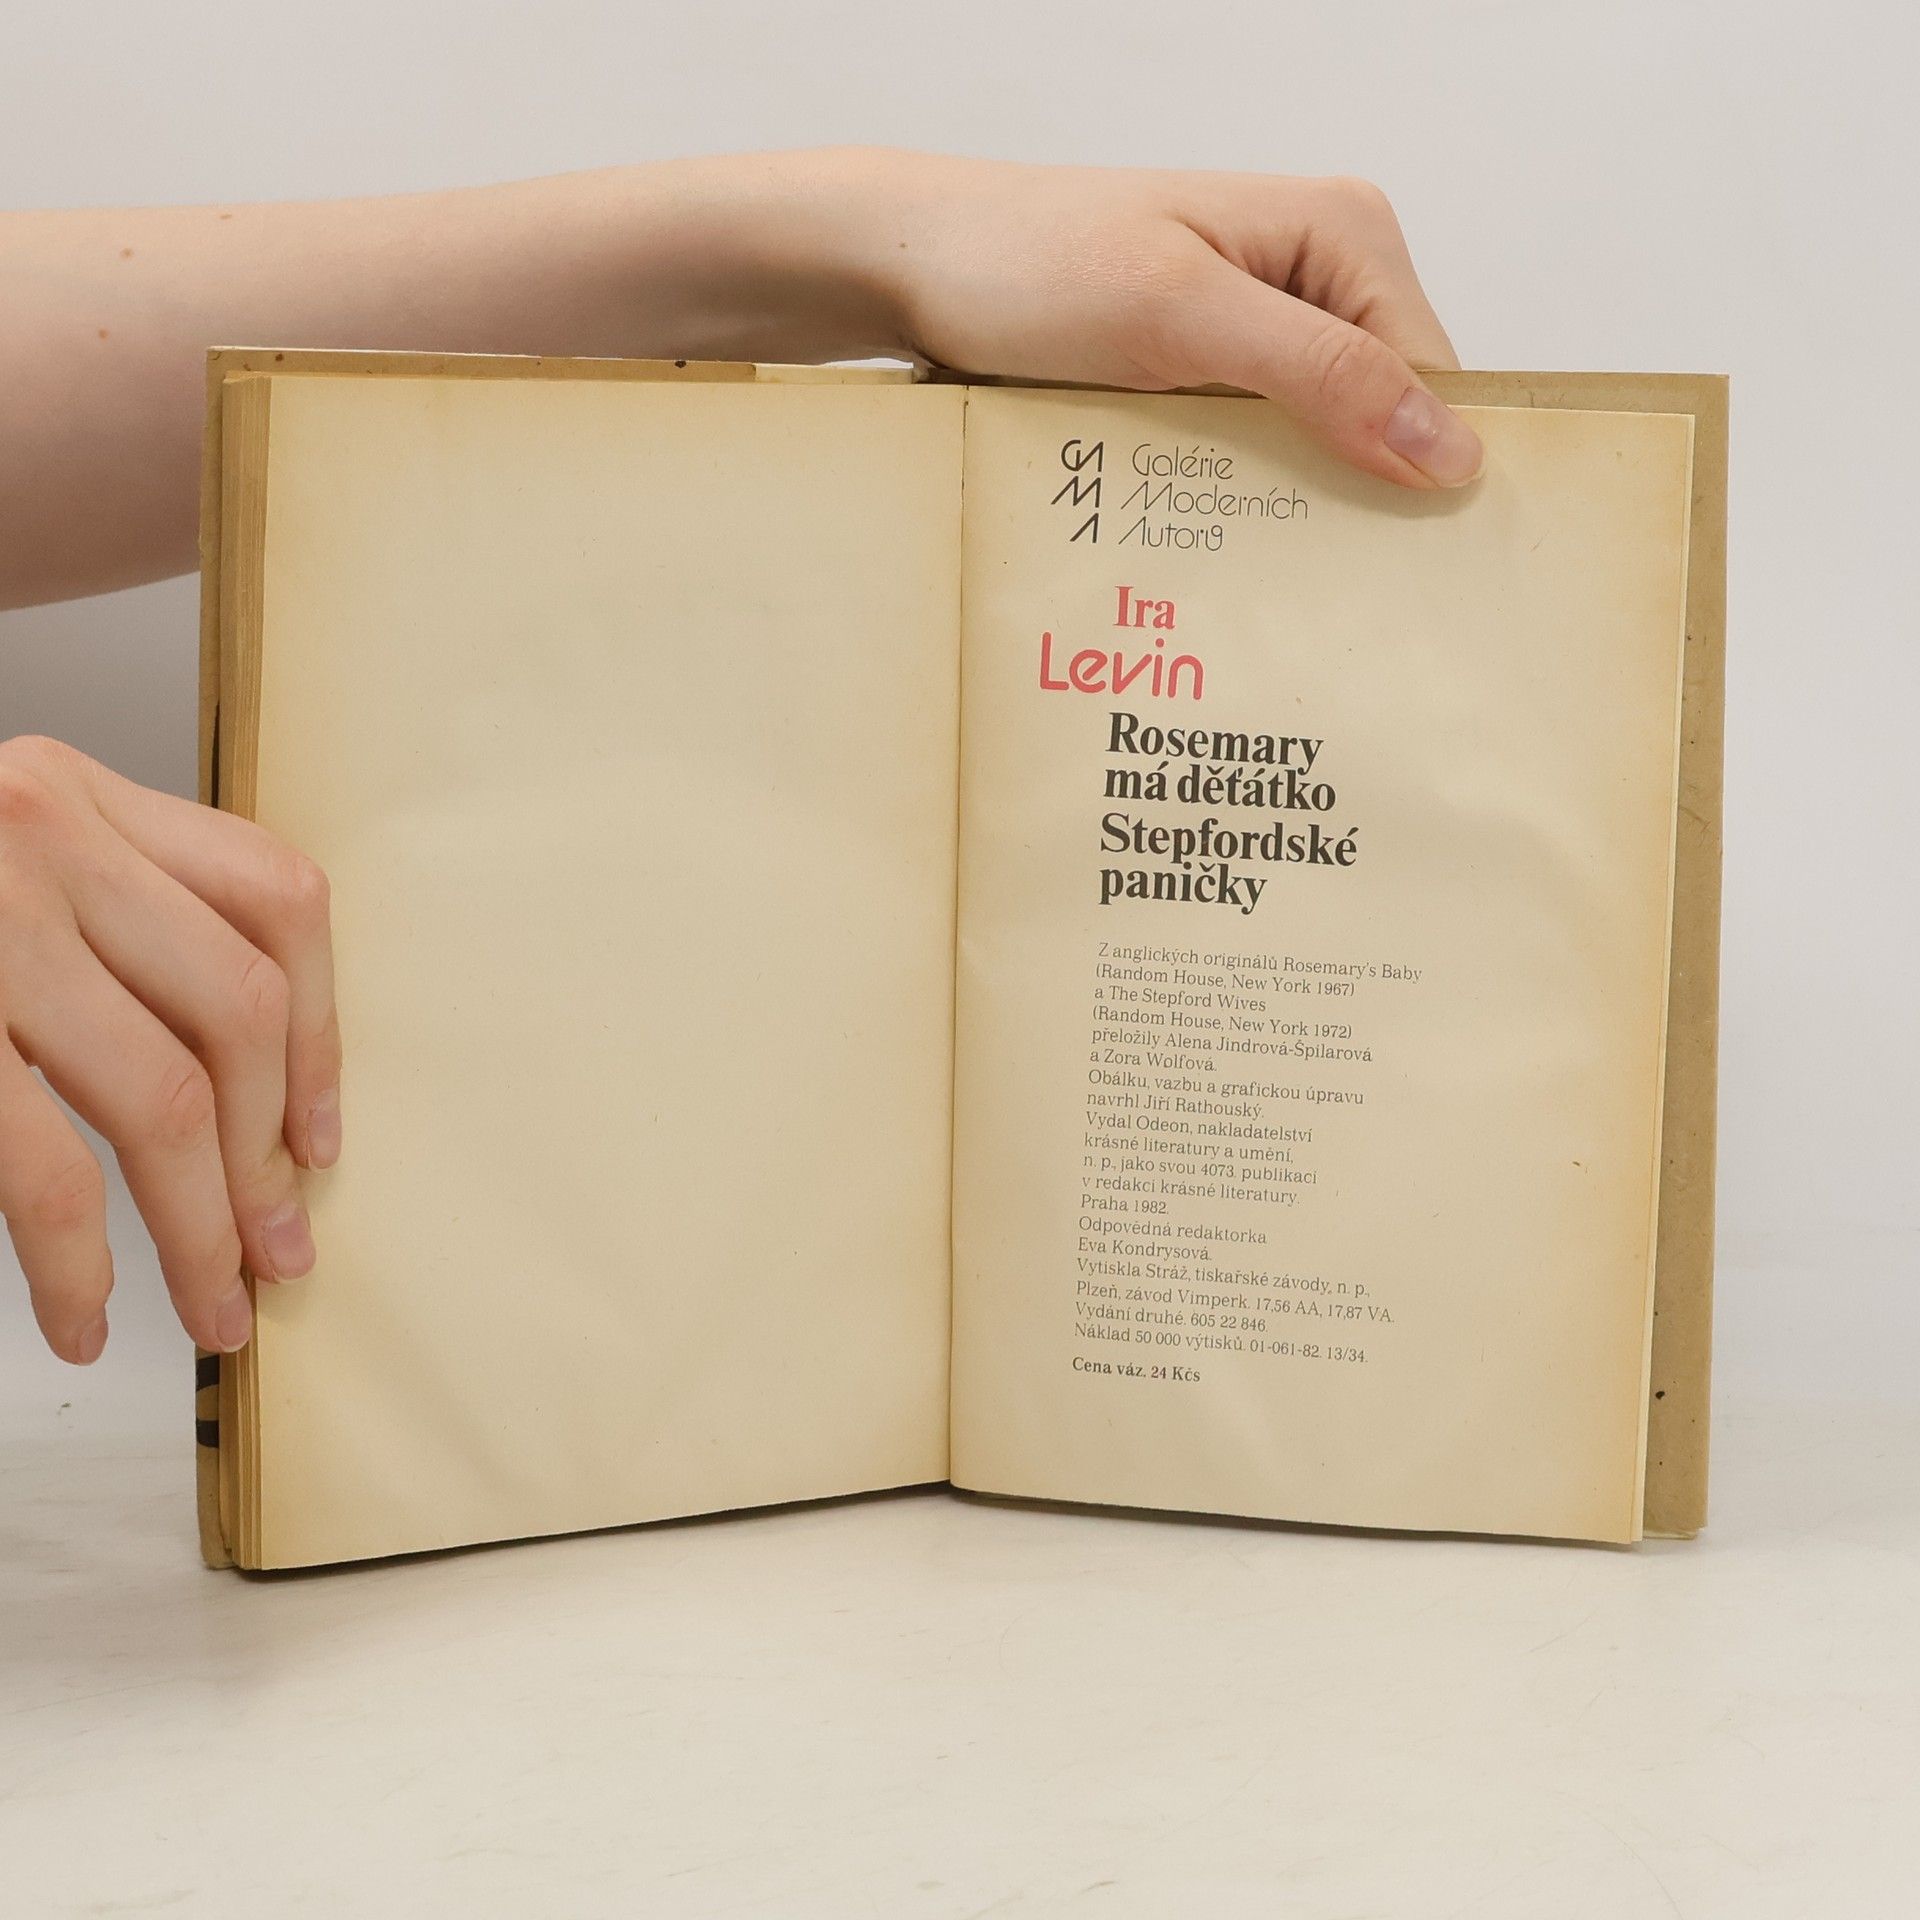 GMA Galérie
Moderních
Autorů
Ira
Levin
Rosemary
má děťátko
Stepfordské
paničky
Z anglických originálů Rosemary's Baby
(Random House, New York 1967)
a The Stepford Wives
(Random House, New York 1972)
přeložily Alena Jindrová-Špilarová
a Zora Wolfová.
Obálku, vazbu a grafickou úpravu
navrhl Jiří Rathouský.
Vydal Odeon, nakladatelství
krásné literatury a umění,
n. p., jako svou 4073. publikaci
v redakci krásné literatury.
Praha 1982.
Odpovědná redaktorka
Eva Kondrysová.
Vytiskla Stráž, tiskařské závody, n. p.,
Plzeň, závod Vimperk. 17,56 AA, 17,87 VA.
Vydání druhé. 605 22 846.
Náklad 50 000 výtisků. 01-061-82. 13/34.
Cena váz. 24 Kčs